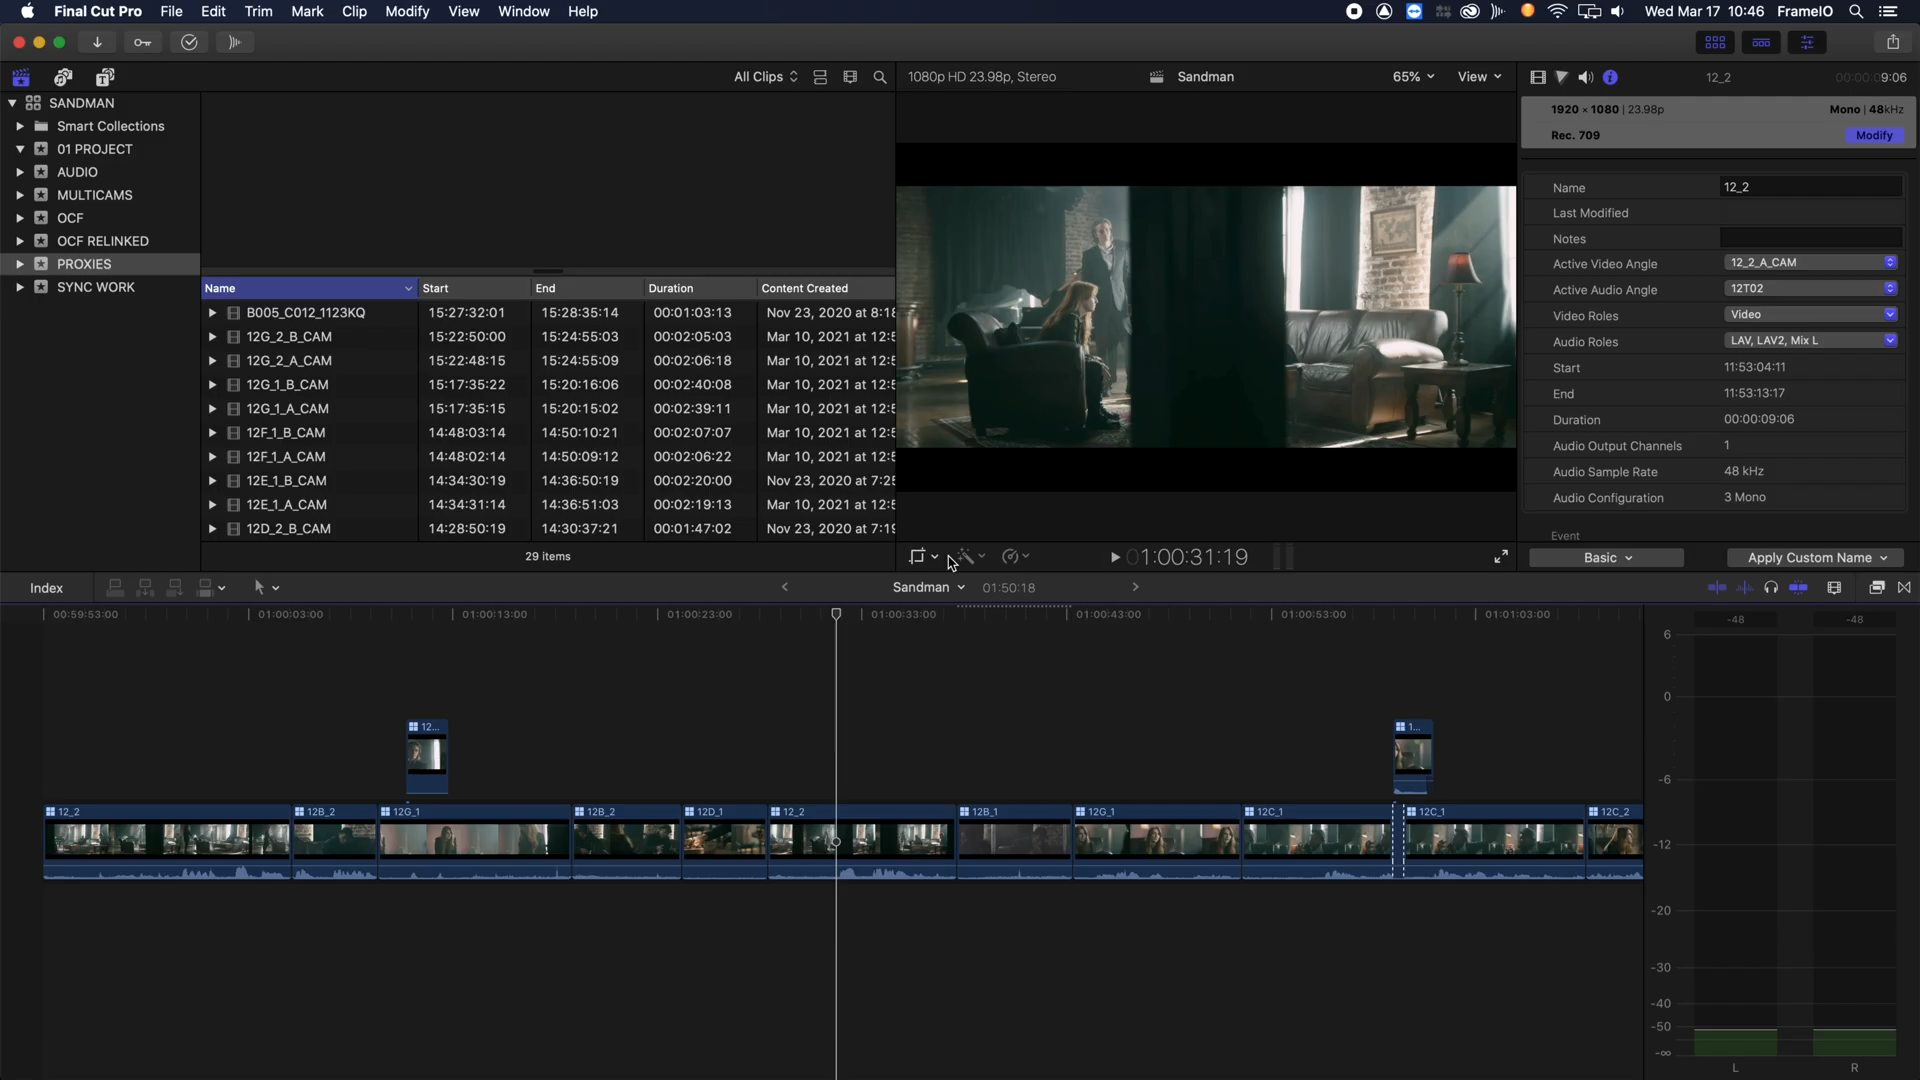 Final Cut Pro File Edit Trim Mark Clip Modify View Window Help Wed Mar 17 10:46 FrameIO
All Clips 1080p HD 23.98p, Stereo Sandman 65% View 12_2 00:00:09:06
SANDMAN
Smart Collections
01 PROJECT
AUDIO
MULTICAMS
OCF
OCF RELINKED
PROXIES
SYNC WORK
Name Start End Duration Content Created
B005_C012_1123KQ 15:27:32:01 15:28:35:14 00:01:03:13 Nov 23, 2020 at 8:18
12G_2_B_CAM 15:22:50:00 15:24:55:03 00:02:05:03 Mar 10, 2021 at 12:5
12G_2_A_CAM 15:22:48:15 15:24:55:09 00:02:06:18 Mar 10, 2021 at 12:5
12G_1_B_CAM 15:17:35:22 15:20:16:06 00:02:40:08 Mar 10, 2021 at 12:5
12G_1_A_CAM 15:17:35:15 15:20:15:02 00:02:39:11 Mar 10, 2021 at 12:5
12F_1_B_CAM 14:48:03:14 14:50:10:21 00:02:07:07 Mar 10, 2021 at 12:5
12F_1_A_CAM 14:48:02:14 14:50:09:12 00:02:06:22 Mar 10, 2021 at 12:5
12E_1_B_CAM 14:34:30:19 14:36:50:19 00:02:20:00 Nov 23, 2020 at 7:25
12E_1_A_CAM 14:34:31:14 14:36:51:03 00:02:19:13 Mar 10, 2021 at 12:5
12D_2_B_CAM 14:28:50:19 14:30:37:21 00:01:47:02 Nov 23, 2020 at 7:19
29 items
01:00:31:19
1920 × 1080 | 23.98p Mono | 48kHz
Rec. 709 Modify
Name 12_2
Last Modified
Notes
Active Video Angle 12_2_A_CAM
Active Audio Angle 12T02
Video Roles Video
Audio Roles LAV, LAV2, Mix L
Start 11:53:04:11
End 11:53:13:17
Duration 00:00:09:06
Audio Output Channels 1
Audio Sample Rate 48 kHz
Audio Configuration 3 Mono
Event
Basic Apply Custom Name
Index Sandman 01:50:18
00:59:53:00 01:00:03:00 01:00:13:00 01:00:23:00 01:00:33:00 01:00:43:00 01:00:53:00 01:01:03:00
12... 1...
12_2 12B_2 12G_1 12B_2 12D_1 12_2 12B_1 12G_1 12C_1 12C_1 12C_2
-48 -48
6
0
-6
-12
-20
-30
-40
-50
-∞
L R